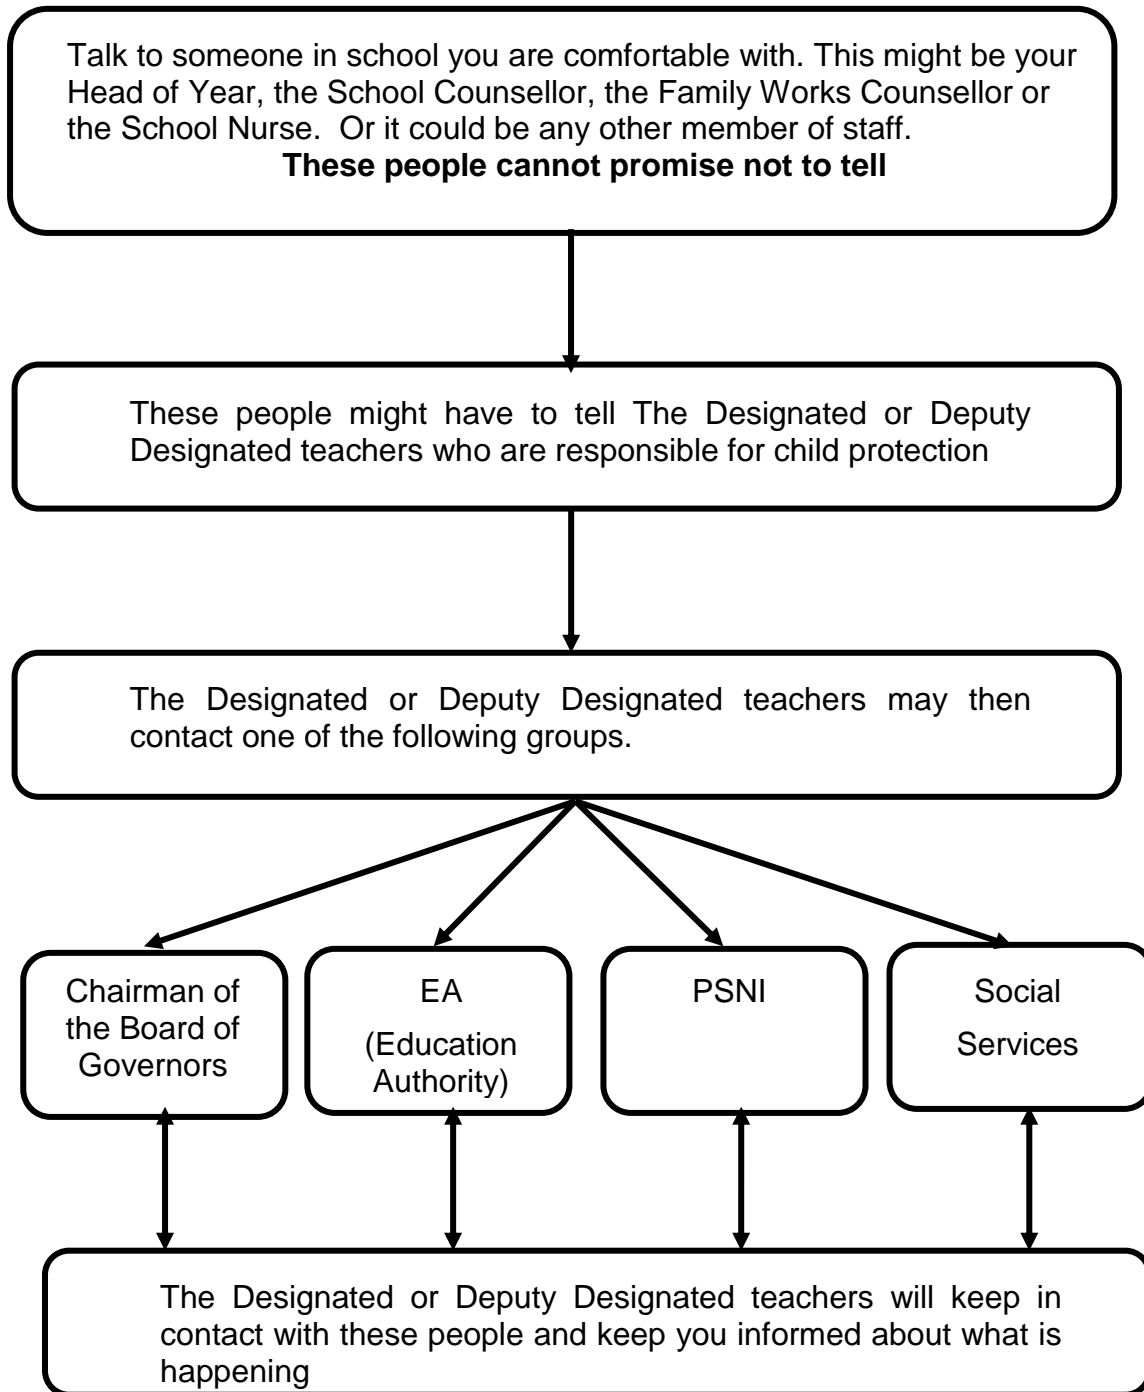 Talk to someone in school you are comfortable with. This might be your
Head of Year, the School Counsellor, the Family Works Counsellor or
the School Nurse.  Or it could be any other member of staff.
These people cannot promise not to tell
These people might have to tell The Designated or Deputy
Designated teachers who are responsible for child protection
The Designated or Deputy Designated teachers may then
contact one of the following groups.
Chairman of
the Board of
Governors
EA
(Education
Authority)
PSNI
Social
Services
The Designated or Deputy Designated teachers will keep in
contact with these people and keep you informed about what is
happening